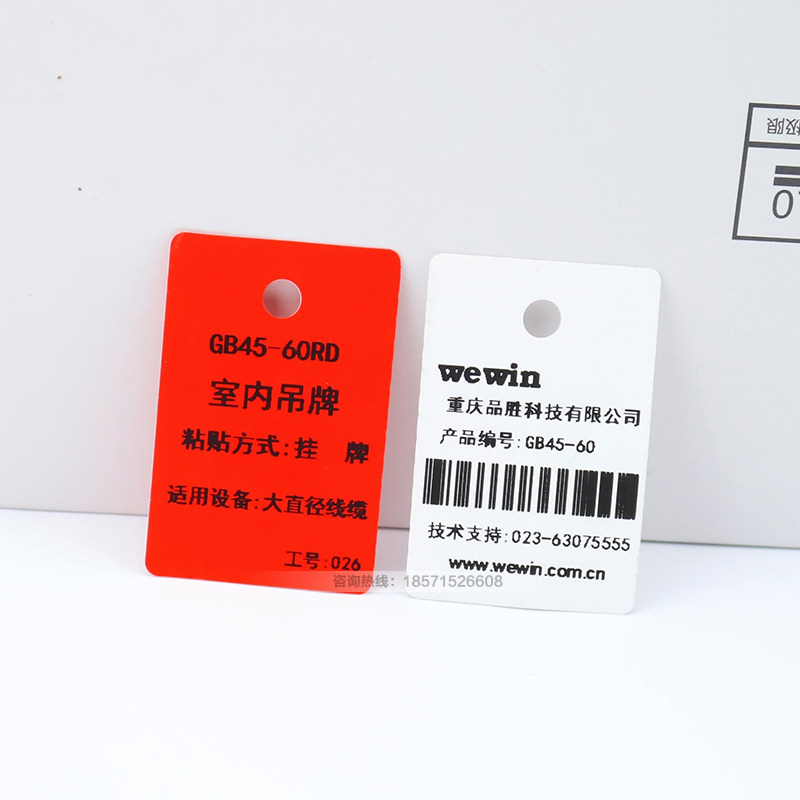 GB45-60RD
室内吊牌
粘贴方式:挂 牌
适用设备:大直径线缆
工号:026
wewin
重庆品胜科技有限公司
产品编号:GB45-60
技术支持:023-63075555
www.wewin.com.cn
咨询热线：18571526608
极限